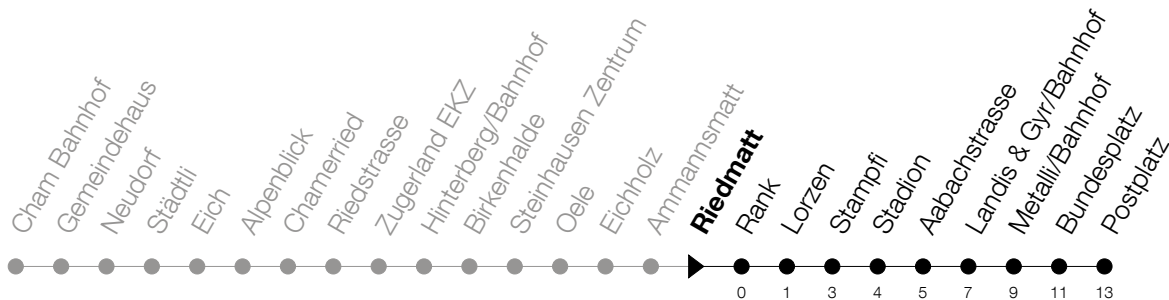 Cham Bahnhof
Gemeindehaus
Neudorf
Städtli
Eich
Alpenblick
Chamerried
Riedstrasse
Zugerland EKZ
Hinterberg/Bahnhof
Birkenhalde
Steinhausen Zentrum
Oele
Eichholz
Ammannsmatt
Riedmatt
Rank
Lorzen
Stampfi
Stadion
Aabachstrasse
Landis & Gyr/Bahnhof
Metalli/Bahnhof
Bundesplatz
Postplatz
0 1 3 4 5 7 9 11 13